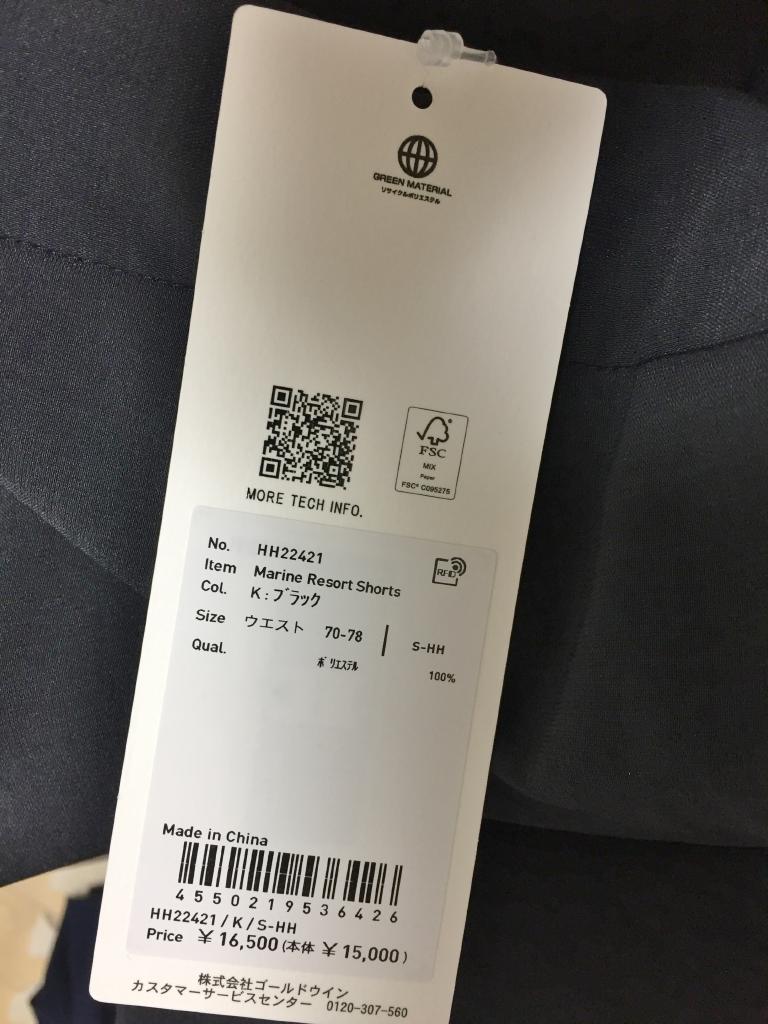 GREEN MATERIAL
リサイクルポリエステル
FSC
MIX
Paper
FSC® C095275
MORE TECH INFO.
No. HH22421
RFID
Item Marine Resort Shorts
Col. K : ブラック
Size ウエスト 70-78 | S-HH
Qual. ポリエステル 100%
Made in China
4550219536426
HH22421 / K / S-HH
Price ¥ 16,500 (本体 ¥ 15,000)
株式会社ゴールドウイン
カスタマーサービスセンター 0120-307-560